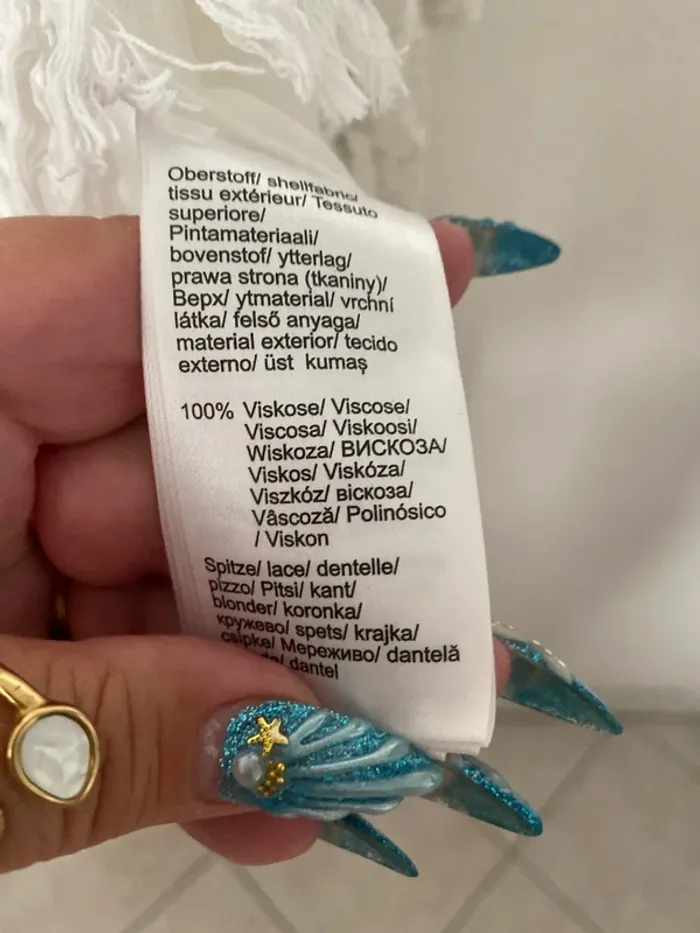 Oberstoff/ shellfabric/
tissu extérieur/ Tessuto
superiore/
Pintamateriaali/
bovenstof/ ytterlag/
prawa strona (tkaniny)/
Верх/ ytmaterial/ vrchní
látka/ felső anyaga/
material exterior/ tecido
externo/ üst kumaş
100% Viskose/ Viscose/
Viscosa/ Viskoosi/
Wiskoza/ ВИСКОЗА/
Viskos/ Viskóza/
Viszkóz/ віскоза/
Vâscoză/ Polinósico
/ Viskon
Spitze/ lace/ dentelle/
pizzo/ Pitsi/ kant/
blonder/ koronka/
кружево/ spets/ krajka/
csipke/ Мереживо/ dantelă
dantel